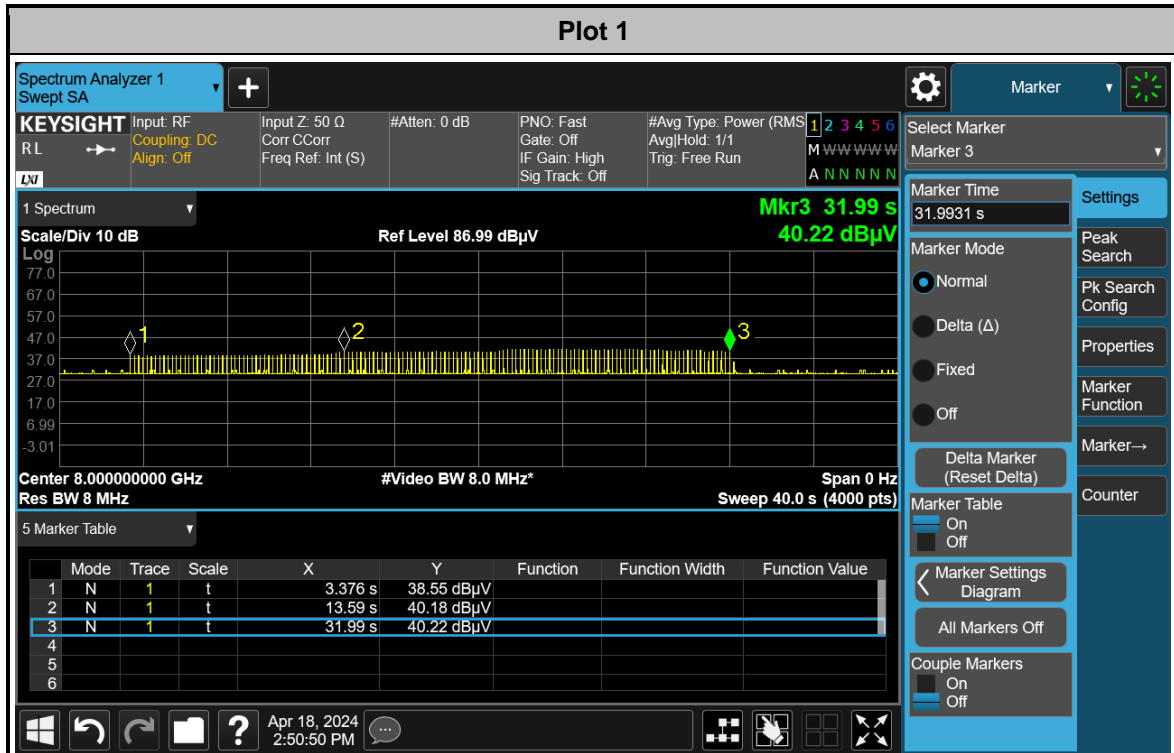 Plot 1
Spectrum Analyzer 1
Swept SA
Marker
KEYSIGHT
R L
LXI
Input: RF
Coupling: DC
Align: Off
Input Z: 50 Ω
Corr CCorr
Freq Ref: Int (S)
#Atten: 0 dB
PNO: Fast
Gate: Off
IF Gain: High
Sig Track: Off
#Avg Type: Power (RMS
Avg|Hold: 1/1
Trig: Free Run
1 2 3 4 5 6
M W W W W W
A N N N N N
1 Spectrum
Mkr3 31.99 s
Scale/Div 10 dB
Ref Level 86.99 dBµV
40.22 dBµV
Log
77.0
67.0
57.0
47.0
37.0
27.0
17.0
6.99
-3.01
1
2
3
Center 8.000000000 GHz
#Video BW 8.0 MHz*
Span 0 Hz
Res BW 8 MHz
Sweep 40.0 s (4000 pts)
5 Marker Table
Mode Trace Scale X Y Function Function Width Function Value
1 N 1 t 3.376 s 38.55 dBµV
2 N 1 t 13.59 s 40.18 dBµV
3 N 1 t 31.99 s 40.22 dBµV
4
5
6
Apr 18, 2024
2:50:50 PM
Select Marker
Marker 3
Marker Time
31.9931 s
Marker Mode
Normal
Delta (Δ)
Fixed
Off
Delta Marker
(Reset Delta)
Marker Table
On
Off
Marker Settings
Diagram
All Markers Off
Couple Markers
On
Off
Settings
Peak
Search
Pk Search
Config
Properties
Marker
Function
Marker→
Counter